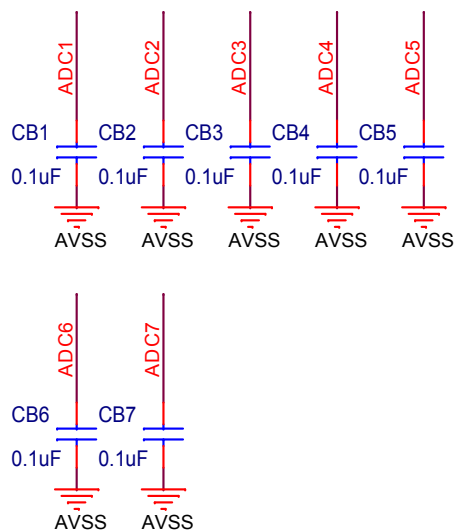 ADC1 ADC2 ADC3 ADC4 ADC5
CB1 CB2 CB3 CB4 CB5
0.1uF 0.1uF 0.1uF 0.1uF 0.1uF
AVSS AVSS AVSS AVSS AVSS
ADC6 ADC7
CB6 CB7
0.1uF 0.1uF
AVSS AVSS